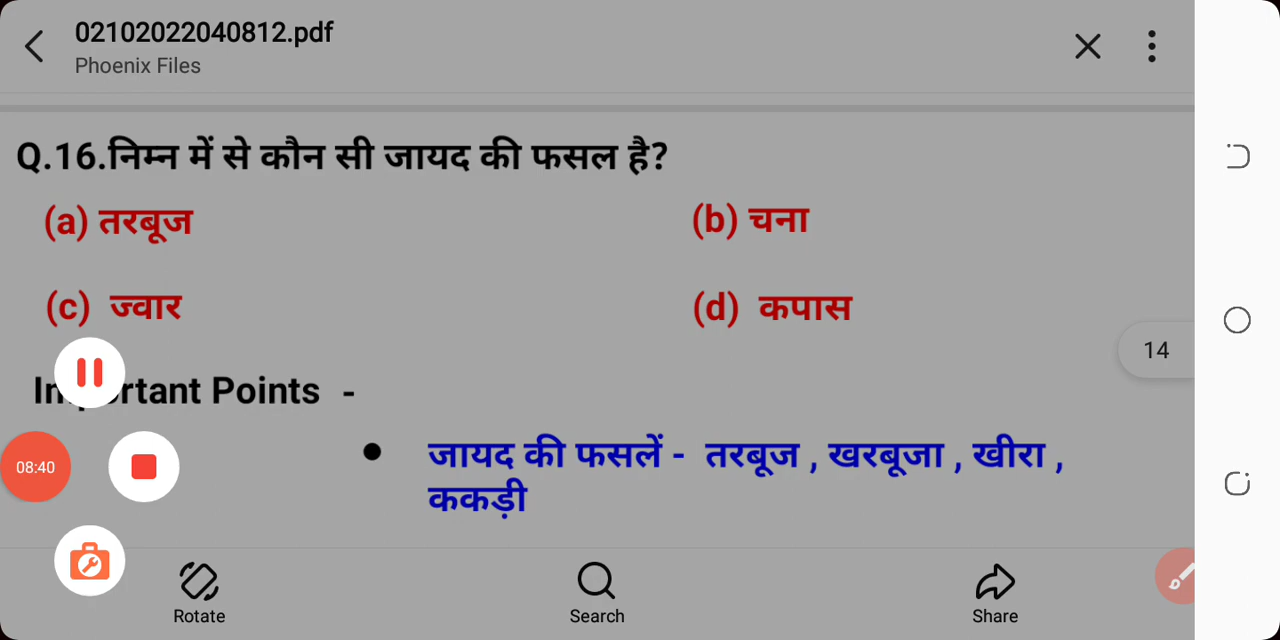 02102022040812.pdf
Phoenix Files
Q.16.निम्न में से कौन सी जायद की फसल है?
(a) तरबूज
(b) चना
(c) ज्वार
(d) कपास
14
Points -
08:40
जायद की फसलें - तरबूज , खरबूजा , खीरा ,
ककड़ी
Rotate
Search
Share